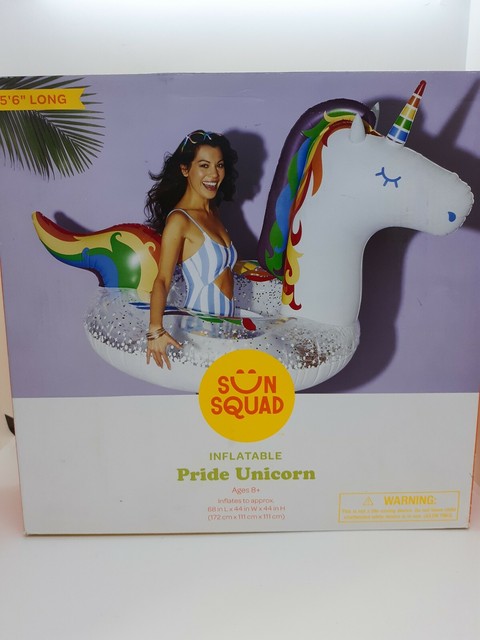 5'6" LONG
SUN
SQUAD
INFLATABLE
Pride Unicorn
Ages 8+
Inflates to approx.
68 in L x 44 in W x 44 in H
(172 cm x 111 cm x 111 cm)
WARNING: